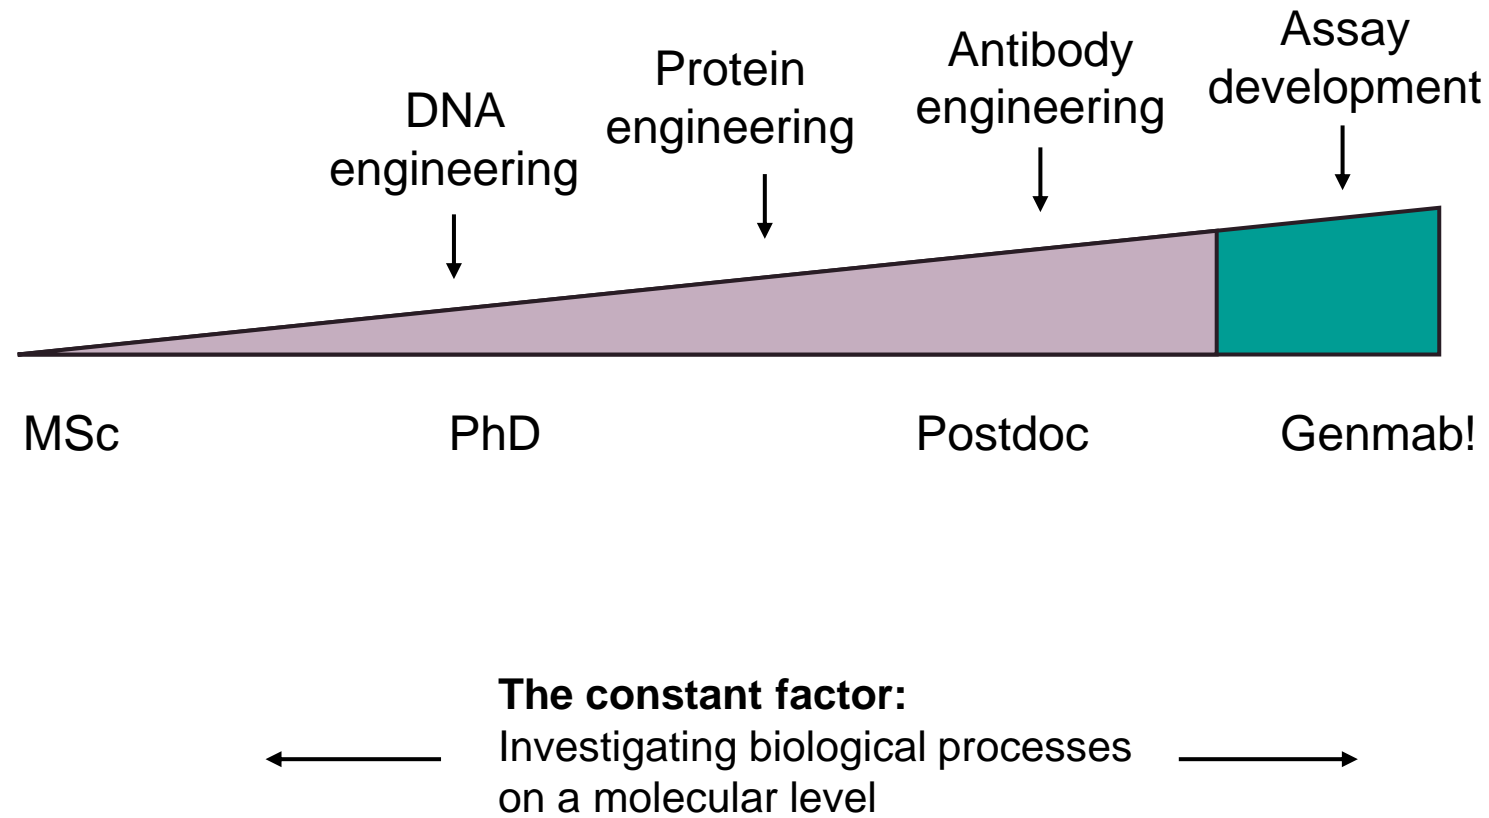 DNA
engineering
Protein
engineering
Antibody
engineering
Assay
development
MSc
PhD
Postdoc
Genmab!
The constant factor:
Investigating biological processes
on a molecular level